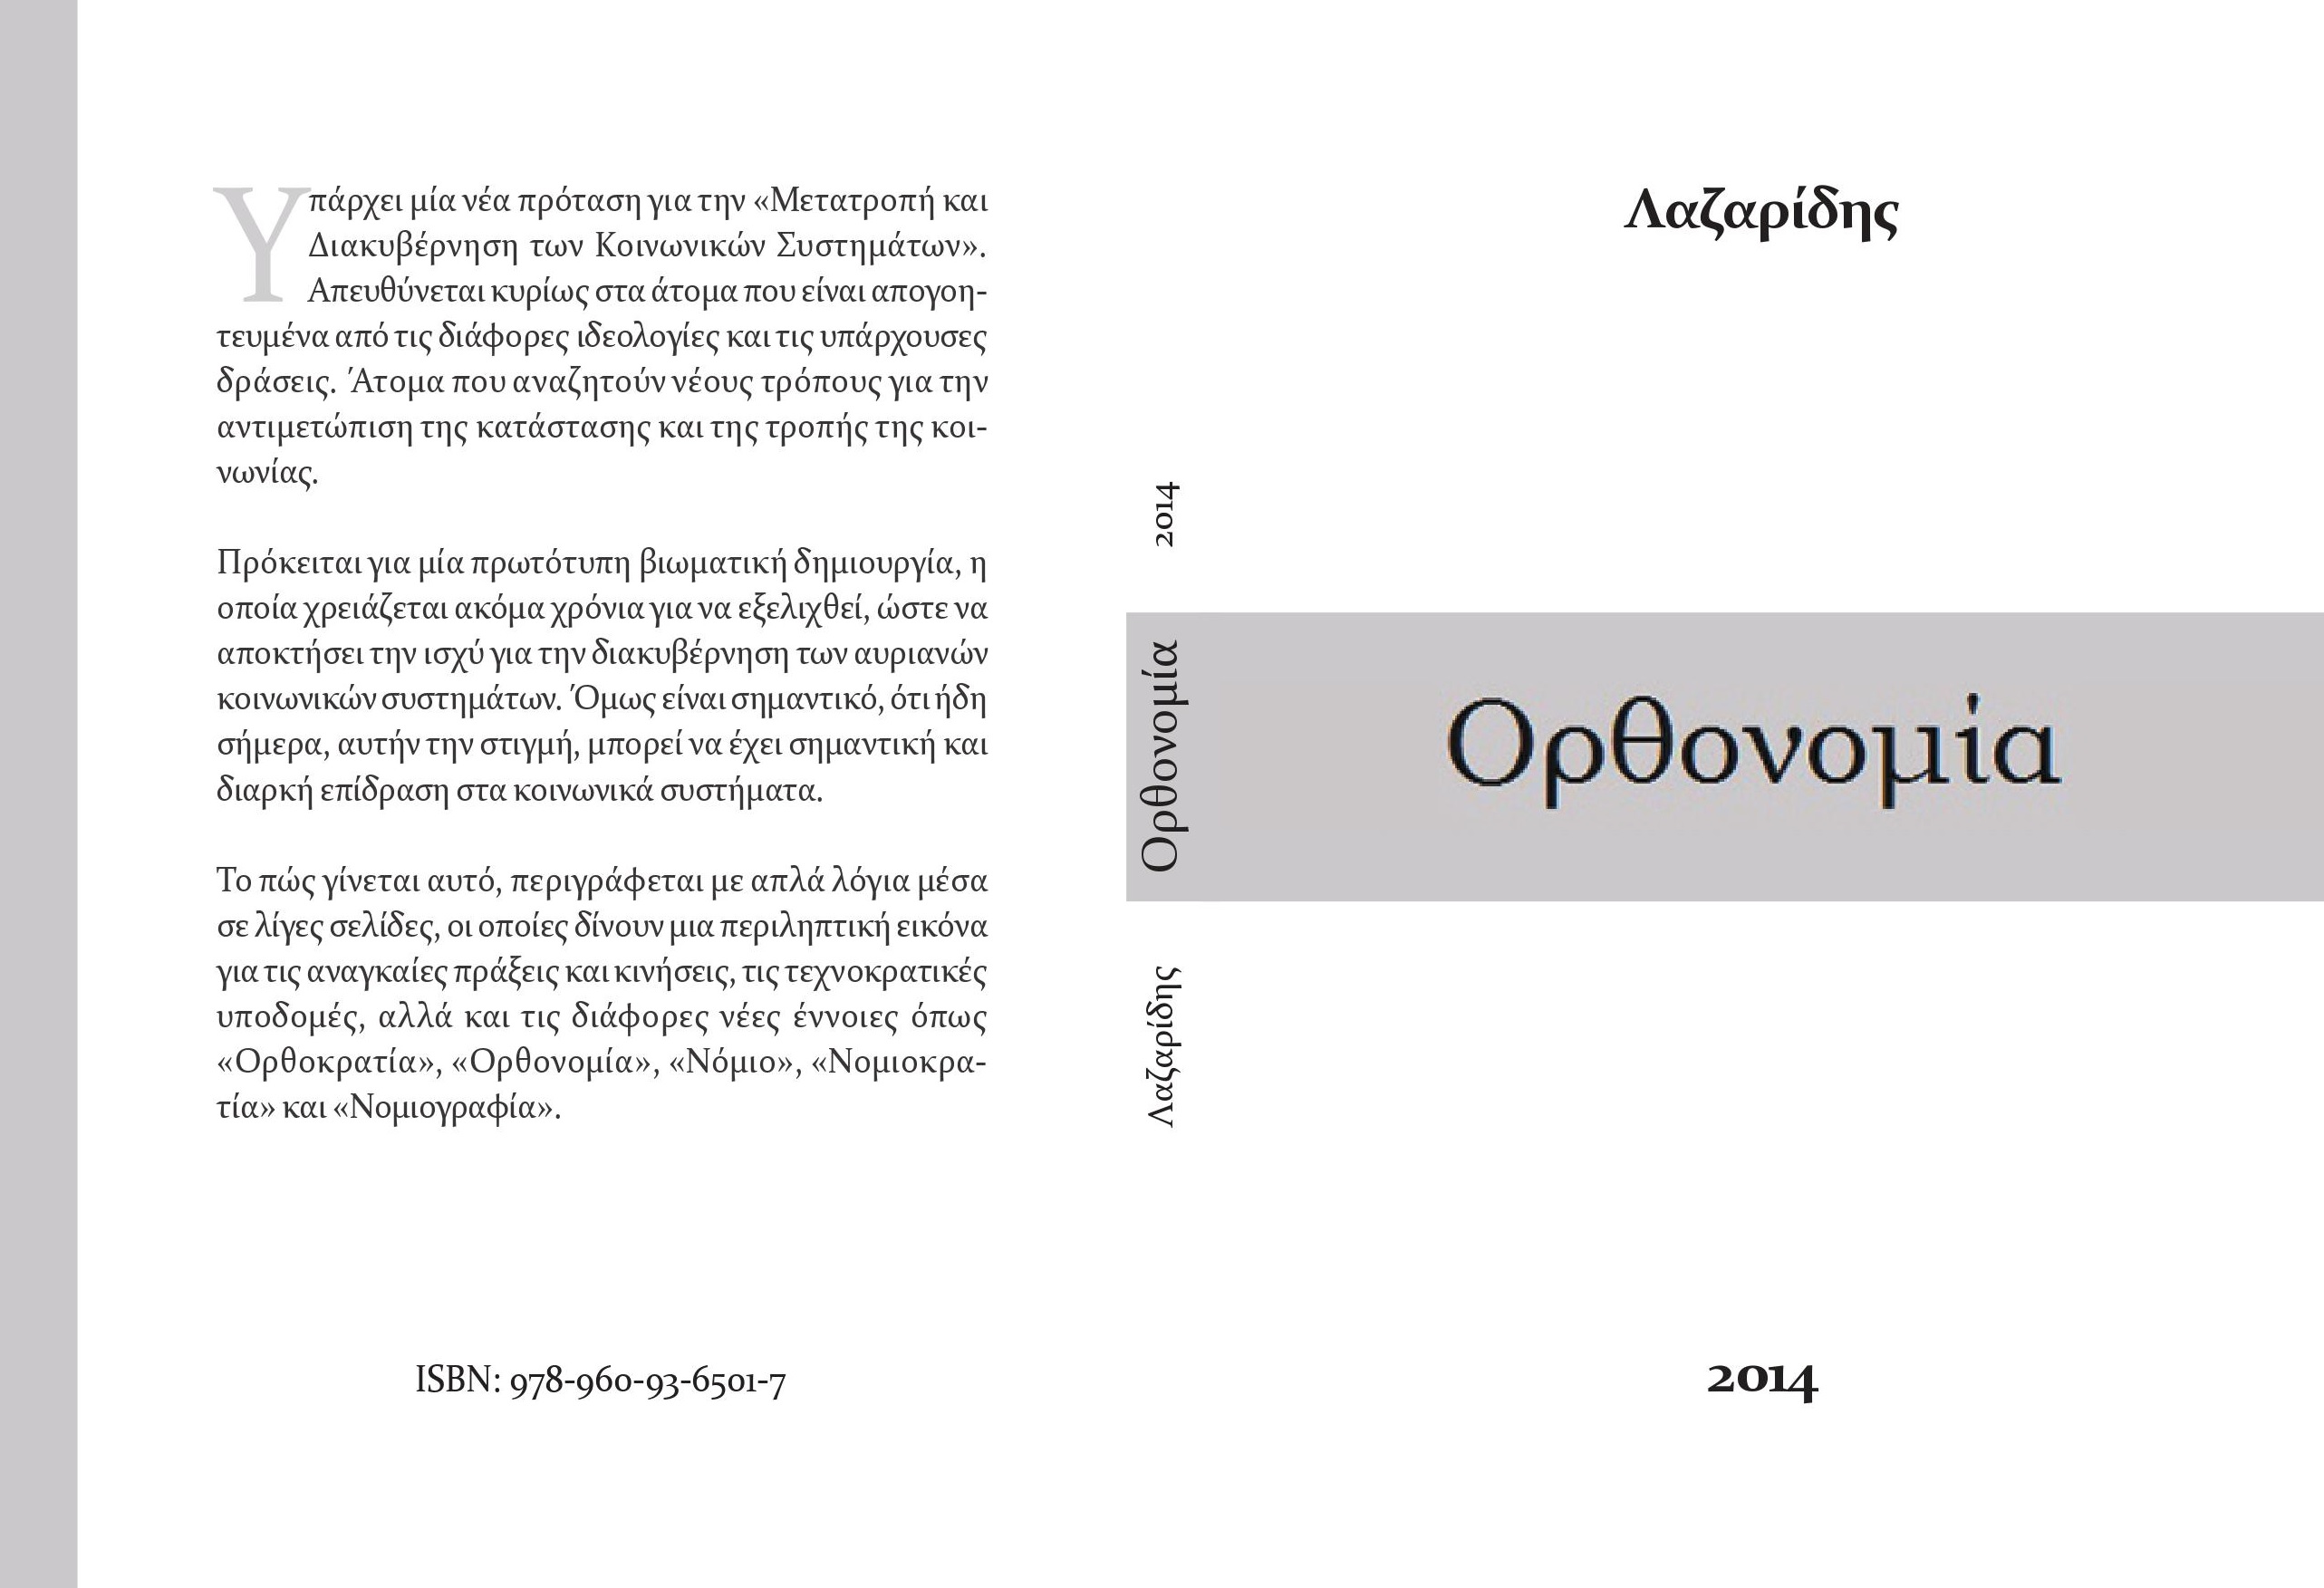 Υπάρχει μία νέα πρόταση για την «Μετατροπή και
Διακυβέρνηση των Κοινωνικών Συστημάτων».
Απευθύνεται κυρίως στα άτομα που είναι απογοη-
τευμένα από τις διάφορες ιδεολογίες και τις υπάρχουσες
δράσεις. Άτομα που αναζητούν νέους τρόπους για την
αντιμετώπιση της κατάστασης και της τροπής της κοι-
νωνίας.
Πρόκειται για μία πρωτότυπη βιωματική δημιουργία, η
οποία χρειάζεται ακόμα χρόνια για να εξελιχθεί, ώστε να
αποκτήσει την ισχύ για την διακυβέρνηση των αυριανών
κοινωνικών συστημάτων. Όμως είναι σημαντικό, ότι ήδη
σήμερα, αυτήν την στιγμή, μπορεί να έχει σημαντική και
διαρκή επίδραση στα κοινωνικά συστήματα.
Το πώς γίνεται αυτό, περιγράφεται με απλά λόγια μέσα
σε λίγες σελίδες, οι οποίες δίνουν μια περιληπτική εικόνα
για τις αναγκαίες πράξεις και κινήσεις, τις τεχνοκρατικές
υποδομές, αλλά και τις διάφορες νέες έννοιες όπως
«Ορθοκρατία», «Ορθονομία», «Νόμιο», «Νομιοκρα-
τία» και «Νομιογραφία».
ISBN: 978-960-93-6501-7
Λαζαρίδης
Ορθονομία
2014
Λαζαρίδης
Ορθονομία
2014